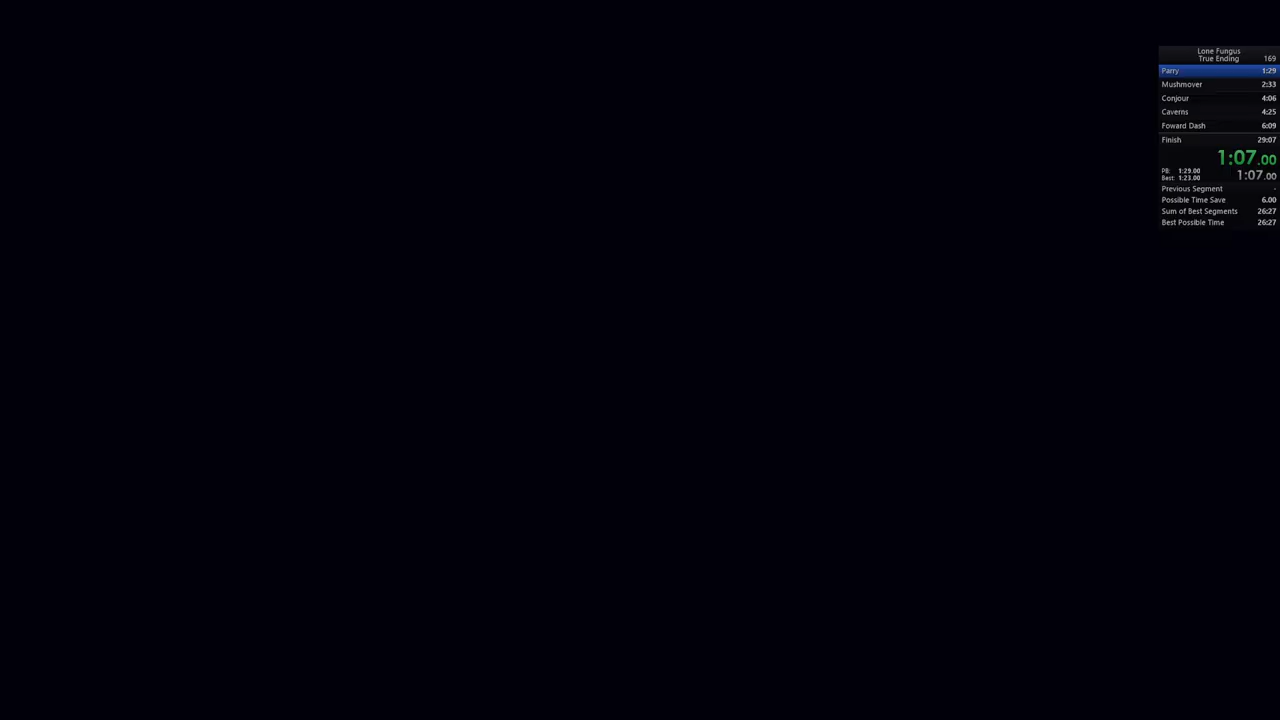 Lone Fungus
True Ending 169
Parry 1:29
Mushmover 2:33
Conjour 4:06
Caverns 4:25
Foward Dash 6:09
Finish 29:07
1:07.00
PB: 1:29.00
Best: 1:23.00 1:07.00
Previous Segment -
Possible Time Save 6.00
Sum of Best Segments 26:27
Best Possible Time 26:27